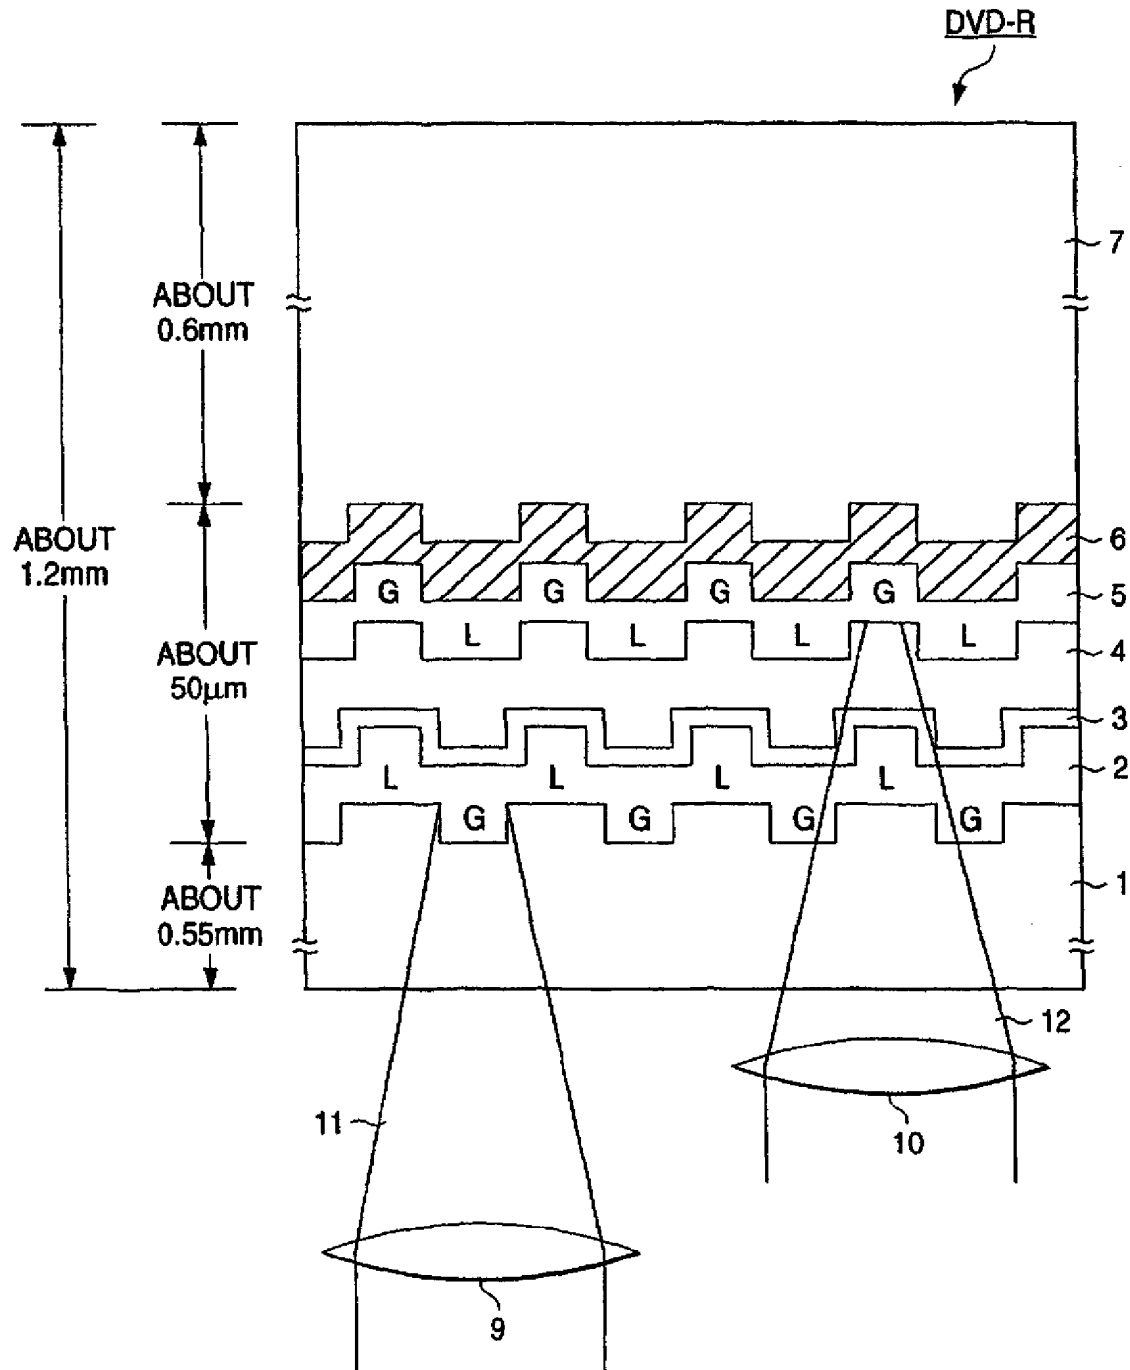 DVD-R
7
ABOUT
0.6mm
ABOUT
1.2mm
6
G G G G
5
L L L L
4
ABOUT
50µm
3
2
L L L L
G G G G
1
ABOUT
0.55mm
12
11
10
9